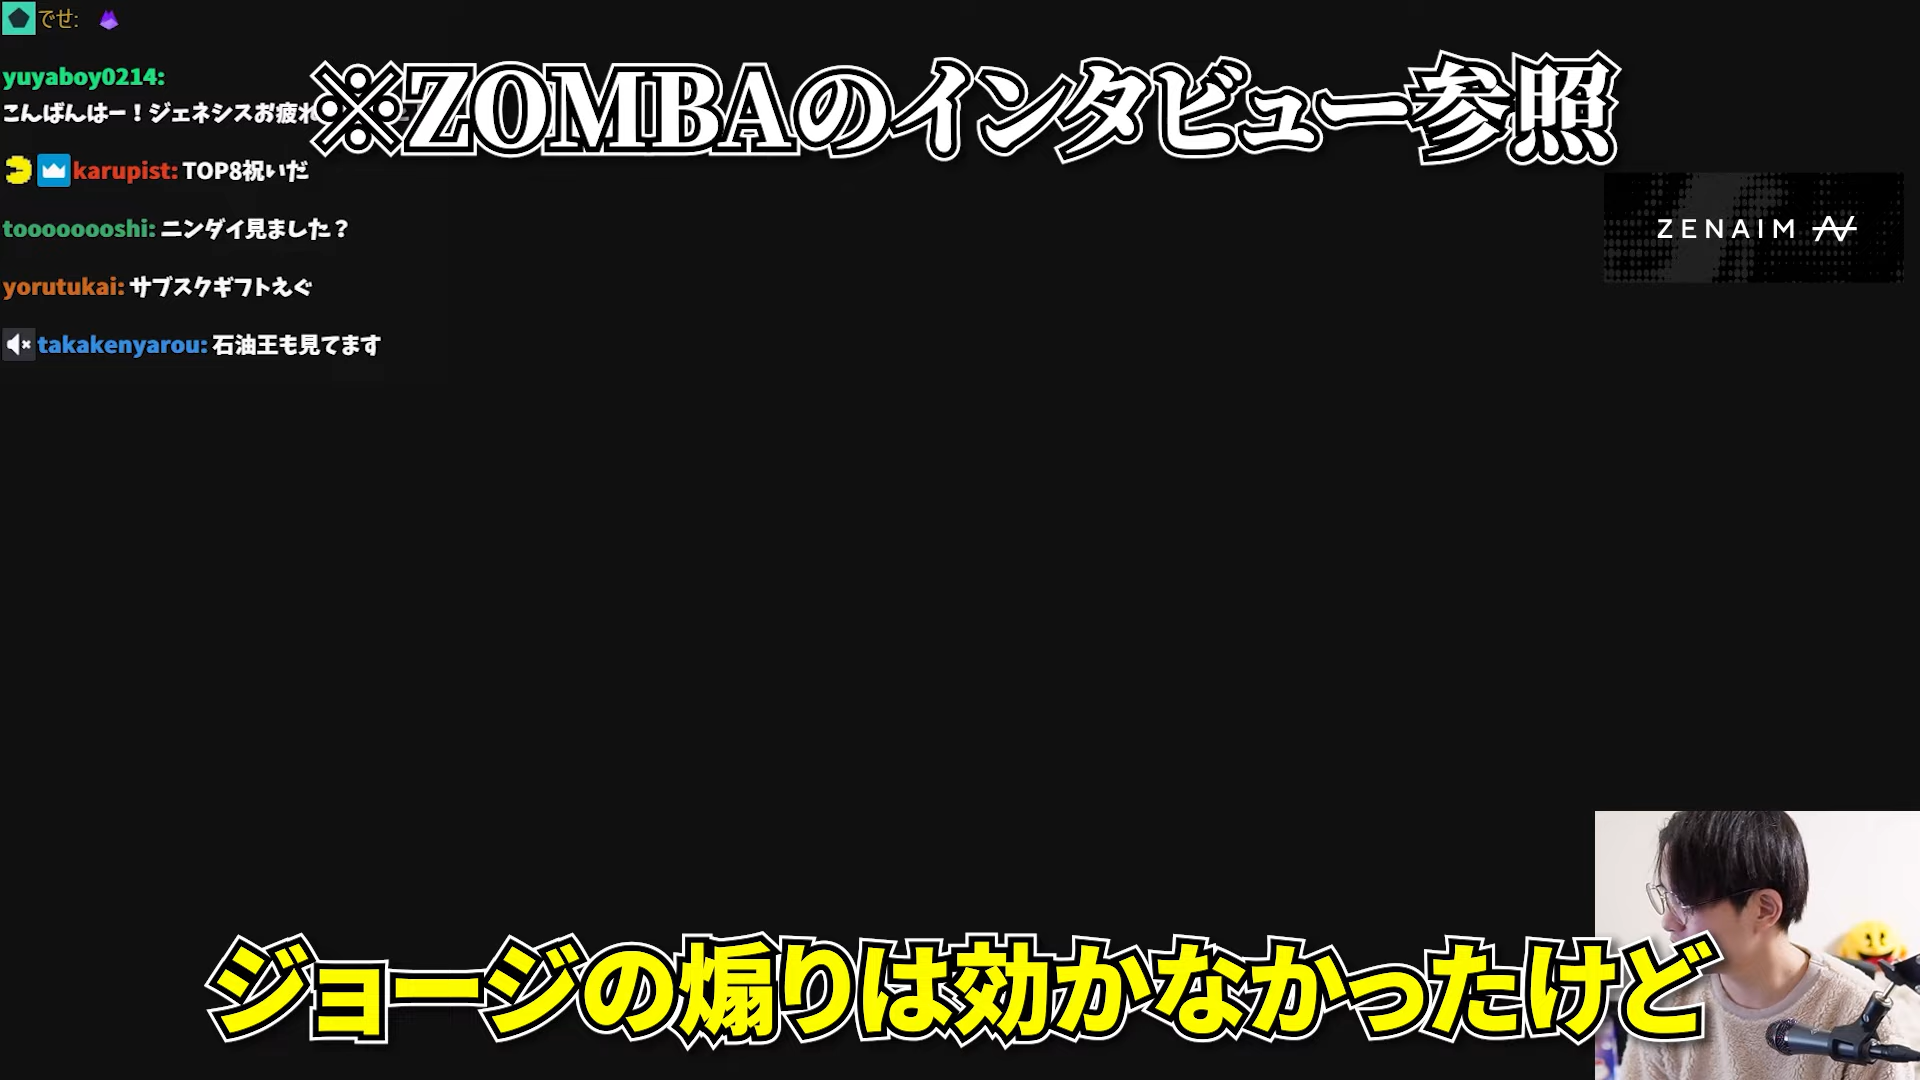 でせ:
※ZOMBAのインタビュー参照
yuyaboy0214:
こんばんはー！ジェネシスお疲れ
karupist: TOP8祝いだ
toooooooshi: ニンダイ見ました？
ZENAIM
yorutukai: サブスクギフトえぐ
takakenyarou: 石油王も見てます
ジョージの煽りは効かなかったけど